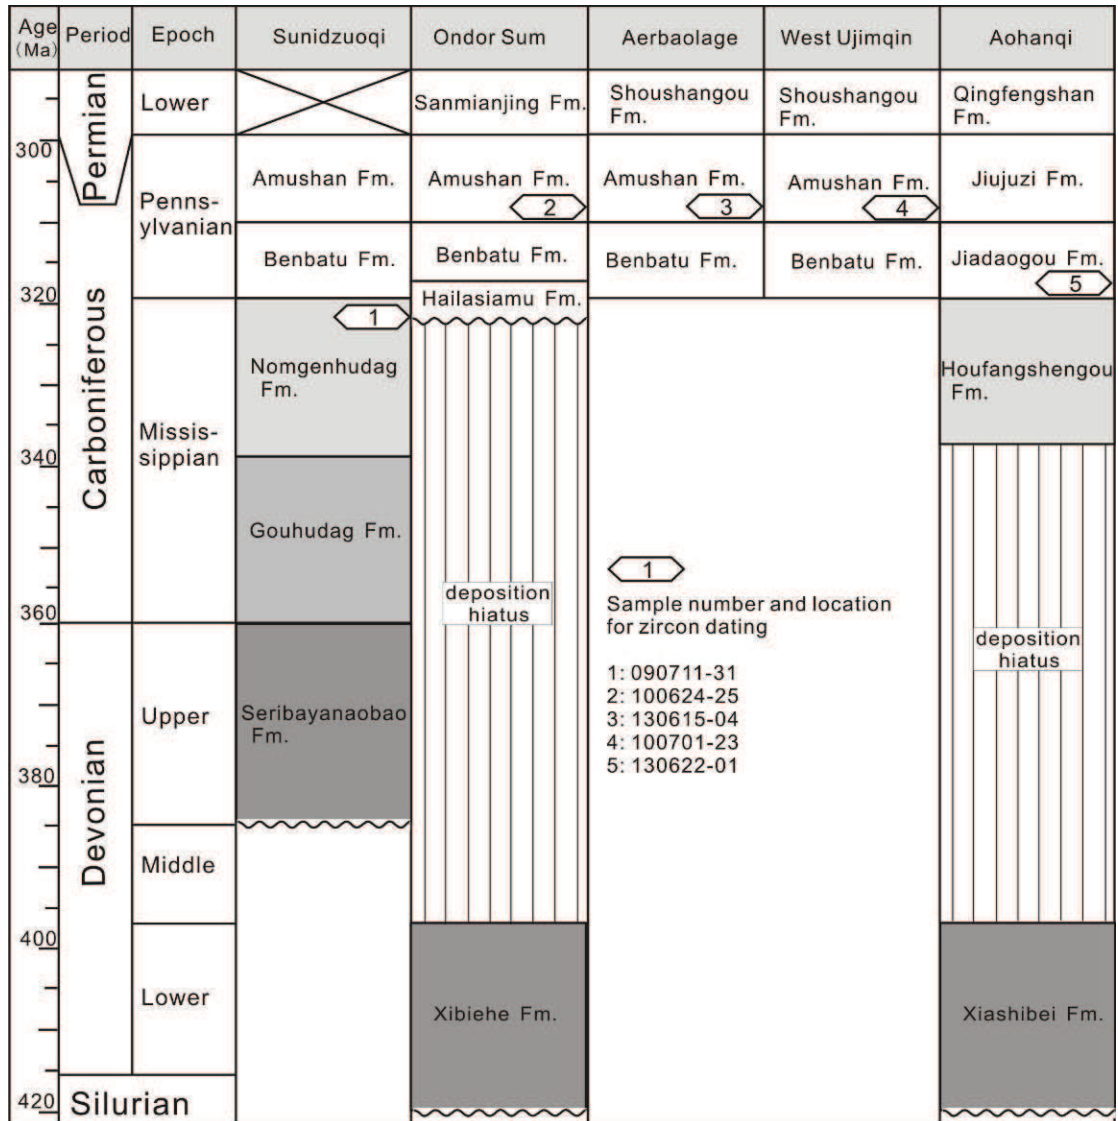 Age Period Epoch Sunidzuoqi Ondor Sum Aerbaolage West Ujimqin Aohanqi
(Ma)
Permian
Lower
Sanmianjing Fm.
Shoushangou
Fm.
Shoushangou
Fm.
Qingfengshan
Fm.
300
Carboniferous
Penns-
ylvanian
Amushan Fm.
Amushan Fm.
2
Amushan Fm.
3
Amushan Fm.
4
Jiujuzi Fm.
Benbatu Fm.
Benbatu Fm.
Benbatu Fm.
Benbatu Fm.
Jiadaogou Fm.
5
320
Hailasiamu Fm.
1
Missis-
sippian
Nomgenhudag
Fm.
Houfangshengou
Fm.
340
Gouhudag Fm.
deposition
hiatus
1
Sample number and location
for zircon dating
1: 090711-31
2: 100624-25
3: 130615-04
4: 100701-23
5: 130622-01
deposition
hiatus
360
Devonian
Upper
Seribayanaobao
Fm.
380
Middle
400
Lower
Xibiehe Fm.
Xiashibei Fm.
420
Silurian